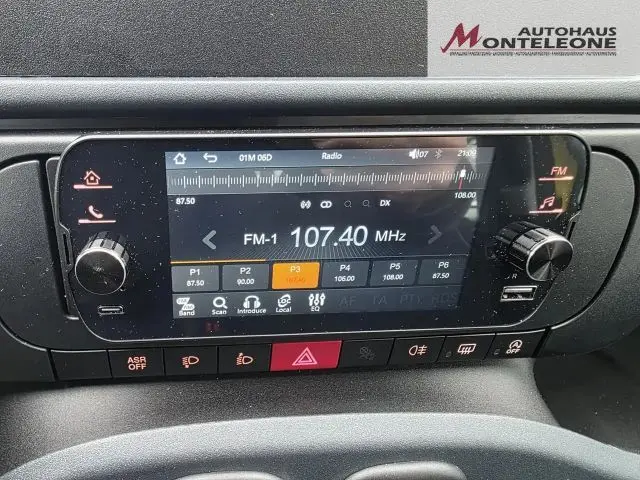 AUTOHAUS
MONTELEONE
01M 06D
Radio
07
21:09
FM
87.50
108.00
DX
FM-1 107.40 MHz
P1
P2
P3
P4
P5
P6
87.50
90.00
107.40
106.00
108.00
87.50
Band
Scan
Introduce
Local
EQ
AF
TA
PTY
RDS
R
ASR
OFF
OFF